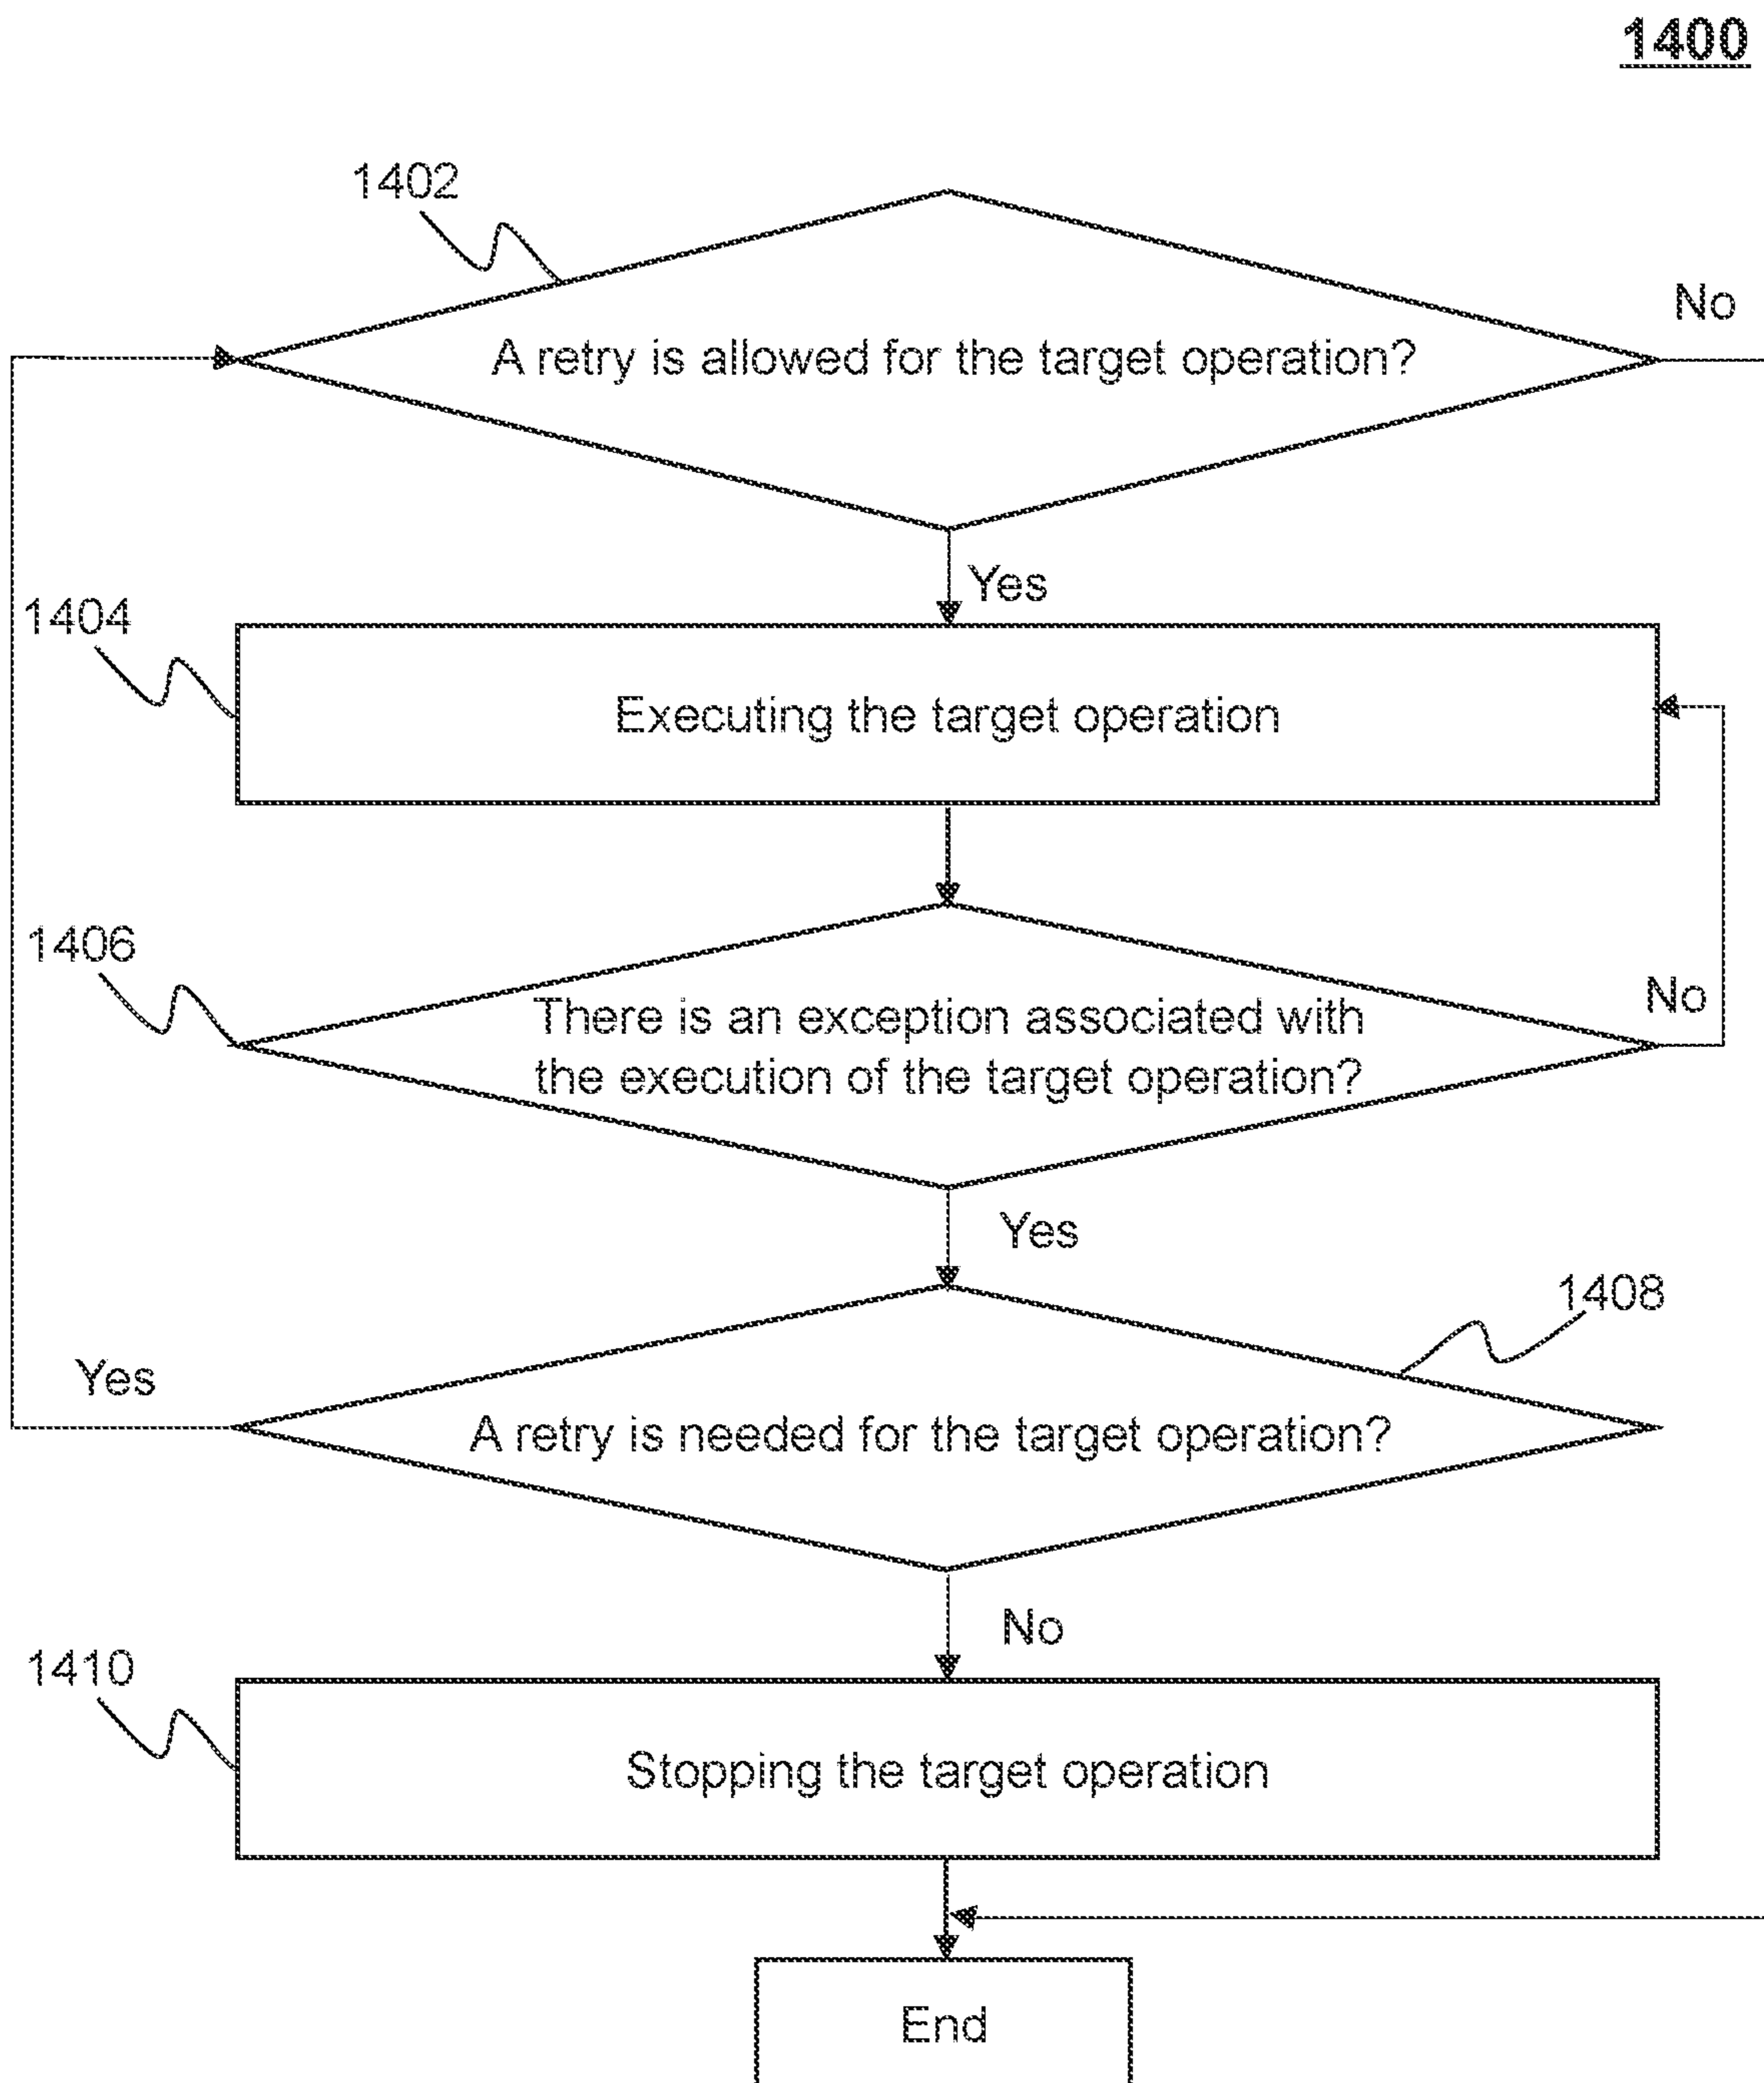 1400
1402
No
A retry is allowed for the target operation?
Yes
1404
Executing the target operation
1406
There is an exception associated with
the execution of the target operation?
No
Yes
1408
Yes
A retry is needed for the target operation?
No
1410
Stopping the target operation
End